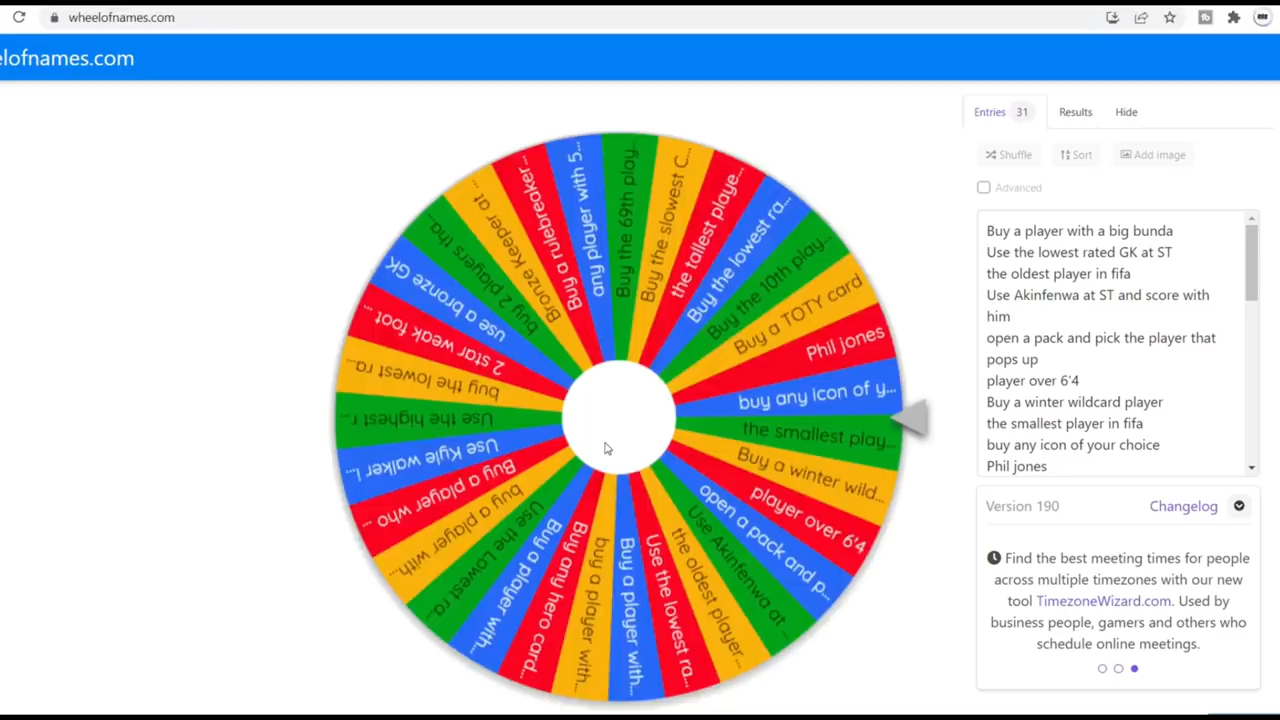 wheelofnames.com
elofnames.com
Entries 31 Results Hide
Shuffle Sort Add image
Advanced
Buy a player with a big bunda
Use the lowest rated GK at ST
the oldest player in fifa
Use Akinfenwa at ST and score with
him
open a pack and pick the player that
pops up
player over 6'4
Buy a winter wildcard player
the smallest player in fifa
buy any icon of your choice
Phil jones
Version 190 Changelog
Find the best meeting times for people
across multiple timezones with our new
tool TimezoneWizard.com. Used by
business people, gamers and others who
schedule online meetings.
Buy the 69th play...
Buy the slowest C...
the tallest playe...
Buy the lowest ra...
Buy the 10th play...
Buy a TOTY card
Phil jones
buy any icon of y...
the smallest play...
Buy a winter wild...
player over 6'4
open a pack and p...
Use Akinfenwa at ...
the oldest player ...
Use the lowest ra...
Buy a player with...
buy a player with...
Buy any hero card...
Buy a player with...
Use the Lowest ra...
buy a player with...
Buy a player who ...
Use Kyle walker l...
Use the highest r...
buy the lowest ra...
2 star weak foot
use a bronze GK
buy 2 players tha...
Bronze Keeper at ...
Buy a rulebreaker...
any player with 5...